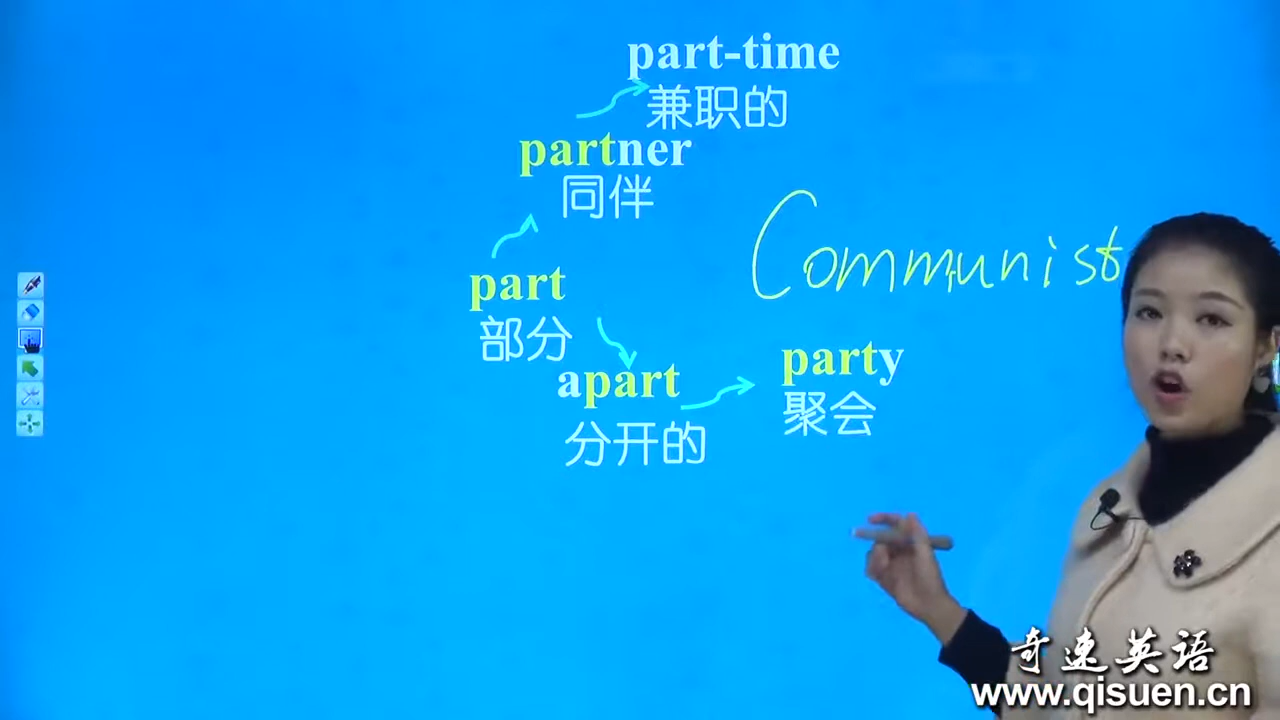 part-time
兼职的
partner
同伴
Communist
part
部分
apart
分开的
party
聚会
奇速英语
www.qisuen.cn